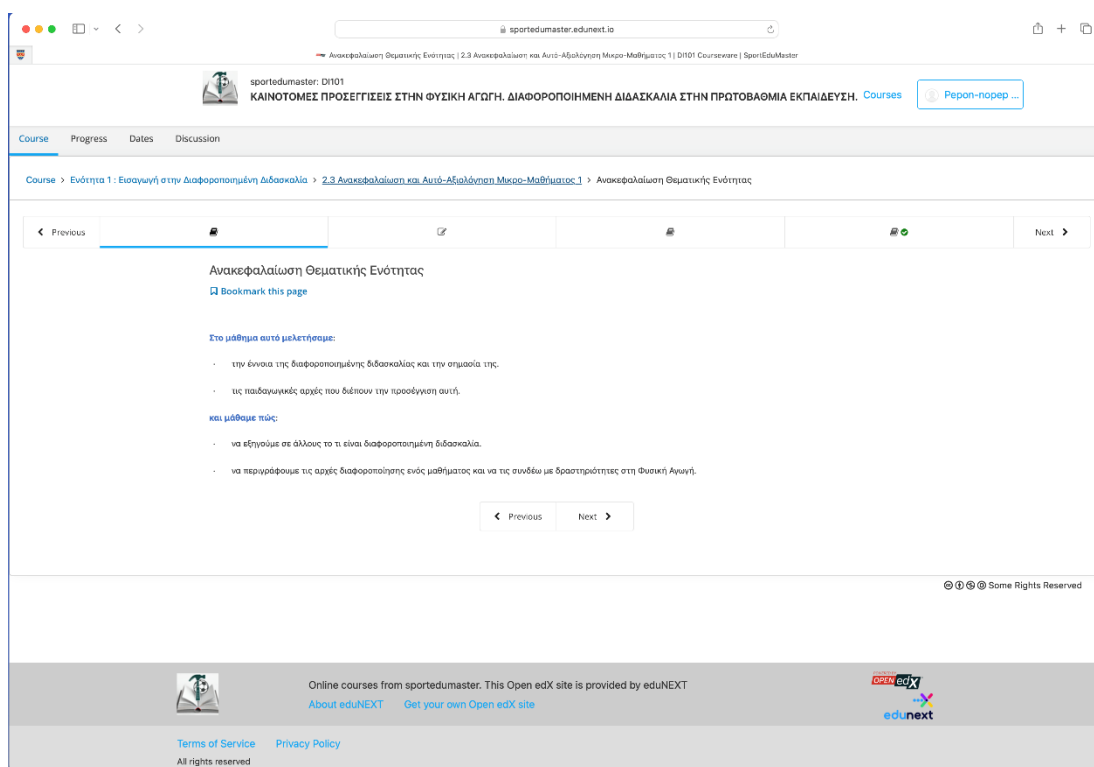 sportedumaster.edunext.io
Ανακεφαλαίωση Θεματικής Ενότητας | 2.3 Ανακεφαλαίωση και Αυτό-Αξιολόγηση Μικρο-Μαθήματος 1 | DI101 Courseware | SportEduMaster
sportedumaster: DI101
ΚΑΙΝΟΤΟΜΕΣ ΠΡΟΣΕΓΓΙΣΕΙΣ ΣΤΗΝ ΦΥΣΙΚΗ ΑΓΩΓΗ. ΔΙΑΦΟΡΟΠΟΙΗΜΕΝΗ ΔΙΔΑΣΚΑΛΙΑ ΣΤΗΝ ΠΡΩΤΟΒΑΘΜΙΑ ΕΚΠΑΙΔΕΥΣΗ. Courses Pepon-nopep ...
Course Progress Dates Discussion
Course > Ενότητα 1 : Εισαγωγή στην Διαφοροποιημένη Διδασκαλία > 2.3 Ανακεφαλαίωση και Αυτό-Αξιολόγηση Μικρο-Μαθήματος 1 > Ανακεφαλαίωση Θεματικής Ενότητας
Previous Next
Ανακεφαλαίωση Θεματικής Ενότητας
Bookmark this page
Στο μάθημα αυτό μελετήσαμε:
· την έννοια της διαφοροποιημένης διδασκαλίας και την σημασία της.
· τις παιδαγωγικές αρχές που διέπουν την προσέγγιση αυτή.
και μάθαμε πώς:
· να εξηγούμε σε άλλους το τι είναι διαφοροποιημένη διδασκαλία.
· να περιγράφουμε τις αρχές διαφοροποίησης ενός μαθήματος και να τις συνδέω με δραστηριότητες στη Φυσική Αγωγή.
Previous Next
Some Rights Reserved
Online courses from sportedumaster. This Open edX site is provided by eduNEXT
About eduNEXT Get your own Open edX site
OPEN edX
edunext
Terms of Service Privacy Policy
All rights reserved